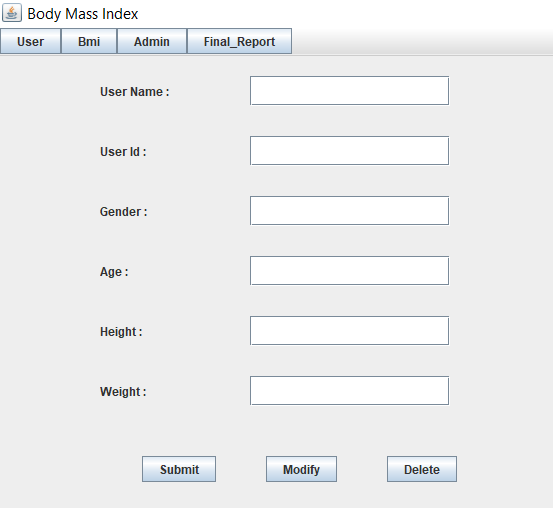 Body Mass Index
User Bmi Admin Final_Report
User Name :
User Id :
Gender :
Age :
Height :
Weight :
Submit Modify Delete